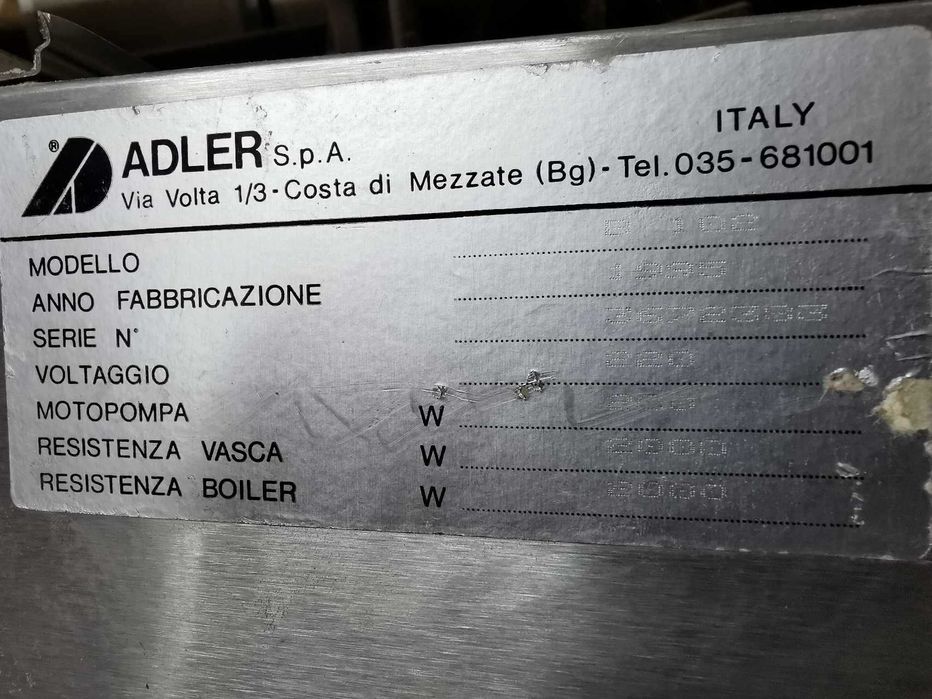 ® ADLER S.p.A. ITALY
Via Volta 1/3 - Costa di Mezzate (Bg) - Tel. 035-681001
MODELLO
ANNO FABBRICAZIONE
SERIE N°
VOLTAGGIO 220
MOTOPOMPA W
RESISTENZA VASCA W
RESISTENZA BOILER W